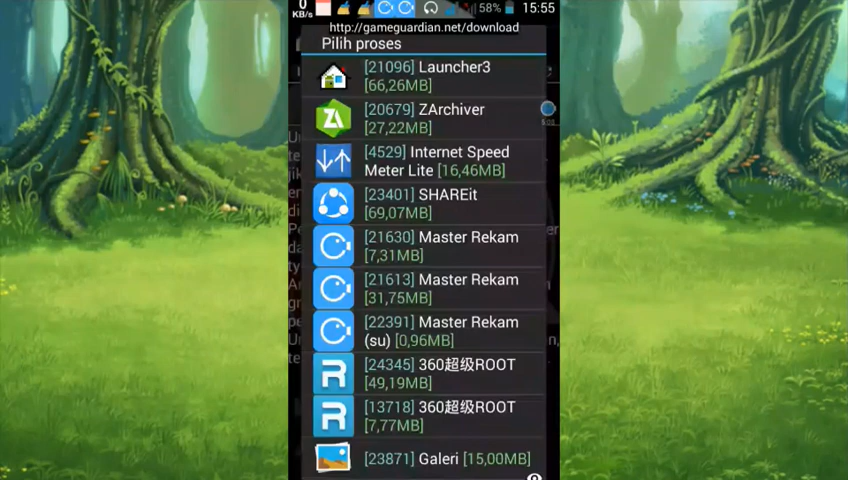 0
KB/s
58%
15:55
http://gameguardian.net/download
Pilih proses
[21096] Launcher3
[66,26MB]
[20679] ZArchiver
[27,22MB]
[4529] Internet Speed
Meter Lite [16,46MB]
[23401] SHAREit
[69,07MB]
[21630] Master Rekam
[7,31MB]
[21613] Master Rekam
[31,75MB]
[22391] Master Rekam
(su) [0,96MB]
[24345] 360超级ROOT
[49,19MB]
[13718] 360超级ROOT
[7,77MB]
[23871] Galeri [15,00MB]